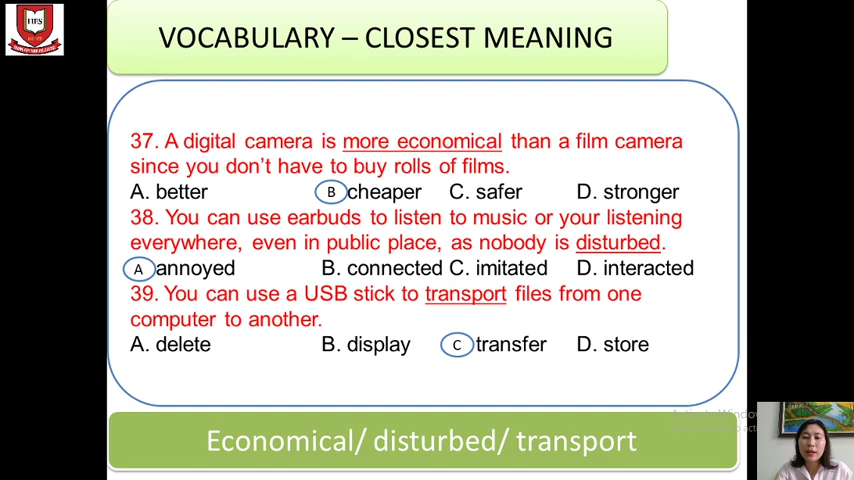 VOCABULARY – CLOSEST MEANING
37. A digital camera is more economical than a film camera
since you don't have to buy rolls of films.
A. better B cheaper C. safer D. stronger
38. You can use earbuds to listen to music or your listening
everywhere, even in public place, as nobody is disturbed.
A annoyed B. connected C. imitated D. interacted
39. You can use a USB stick to transport files from one
computer to another.
A. delete B. display C transfer D. store
Economical/ disturbed/ transport